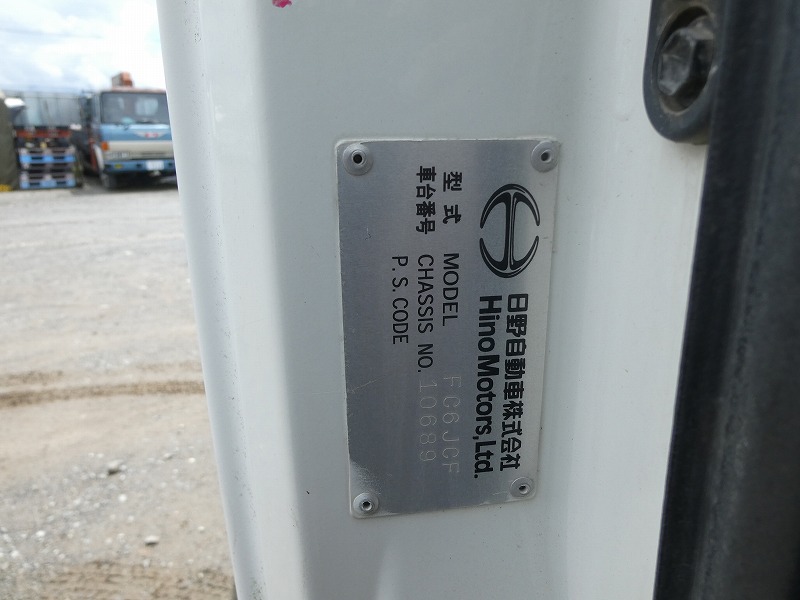 日野自動車株式会社
Hino Motors, Ltd.
型式 MODEL FC6JCF
車台番号 CHASSIS NO. 10689
P. S. CODE